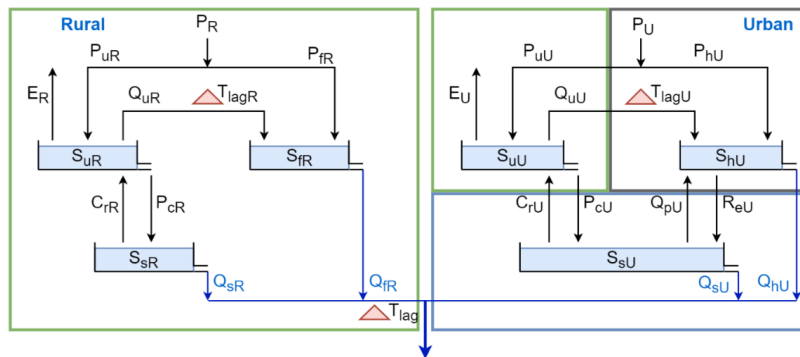 Rural
P_R
P_uR
P_fR
E_R
Q_uR
T_lagR
S_uR
S_fR
C_rR
P_cR
S_sR
Q_sR
Q_fR
T_lag
Urban
P_U
P_uU
P_hU
E_U
Q_uU
T_lagU
S_uU
S_hU
C_rU
P_cU
Q_pU
R_eU
S_sU
Q_sU
Q_hU